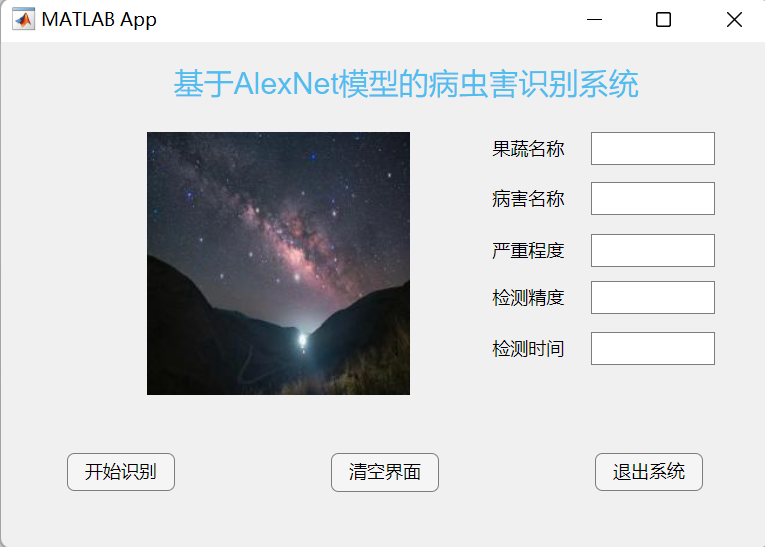 MATLAB App
基于AlexNet模型的病虫害识别系统
果蔬名称
病害名称
严重程度
检测精度
检测时间
开始识别
清空界面
退出系统